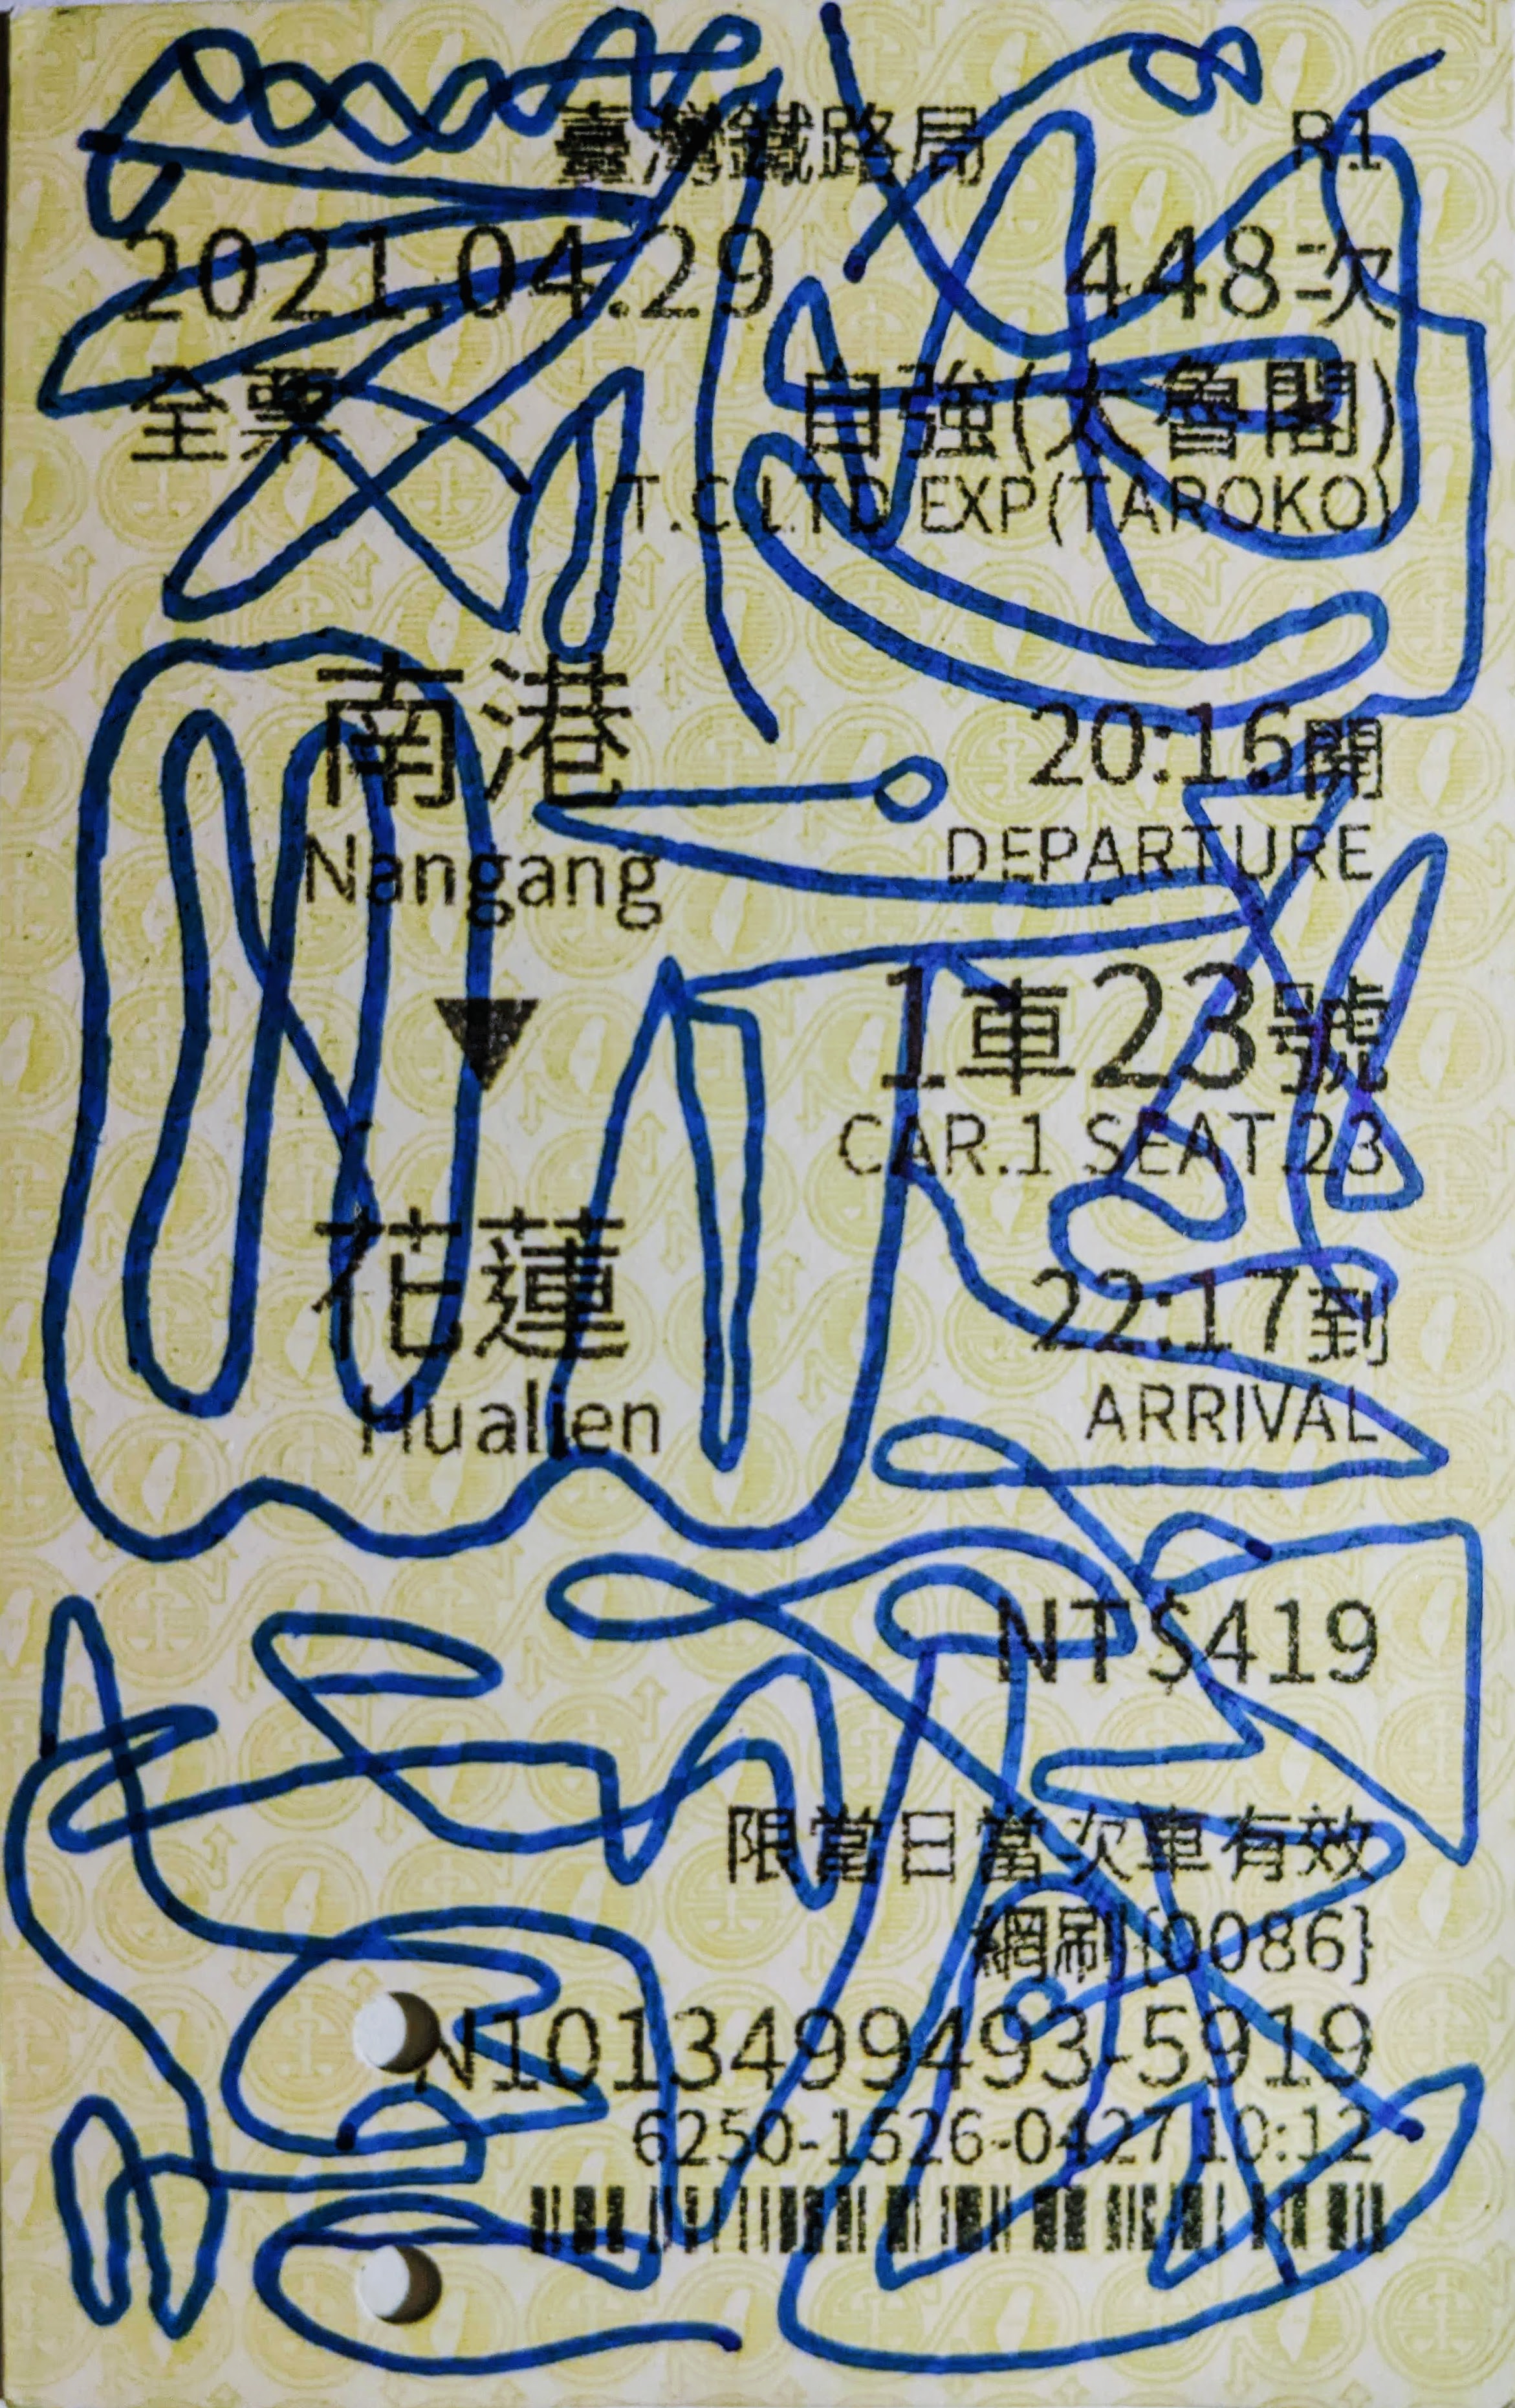 臺灣鐵路局 R1
2021.04.29 448次
全票 自強(太魯閣)
T.C.LTD EXP(TAROKO)
南港 20:16開
Nangang DEPARTURE
▼ 1車23號
CAR.1 SEAT.23
花蓮 22:17到
Hualien ARRIVAL
NT$419
限當日當次車有效
網刷{0086}
N1013499493-5919
6250-1626-0427 10:12